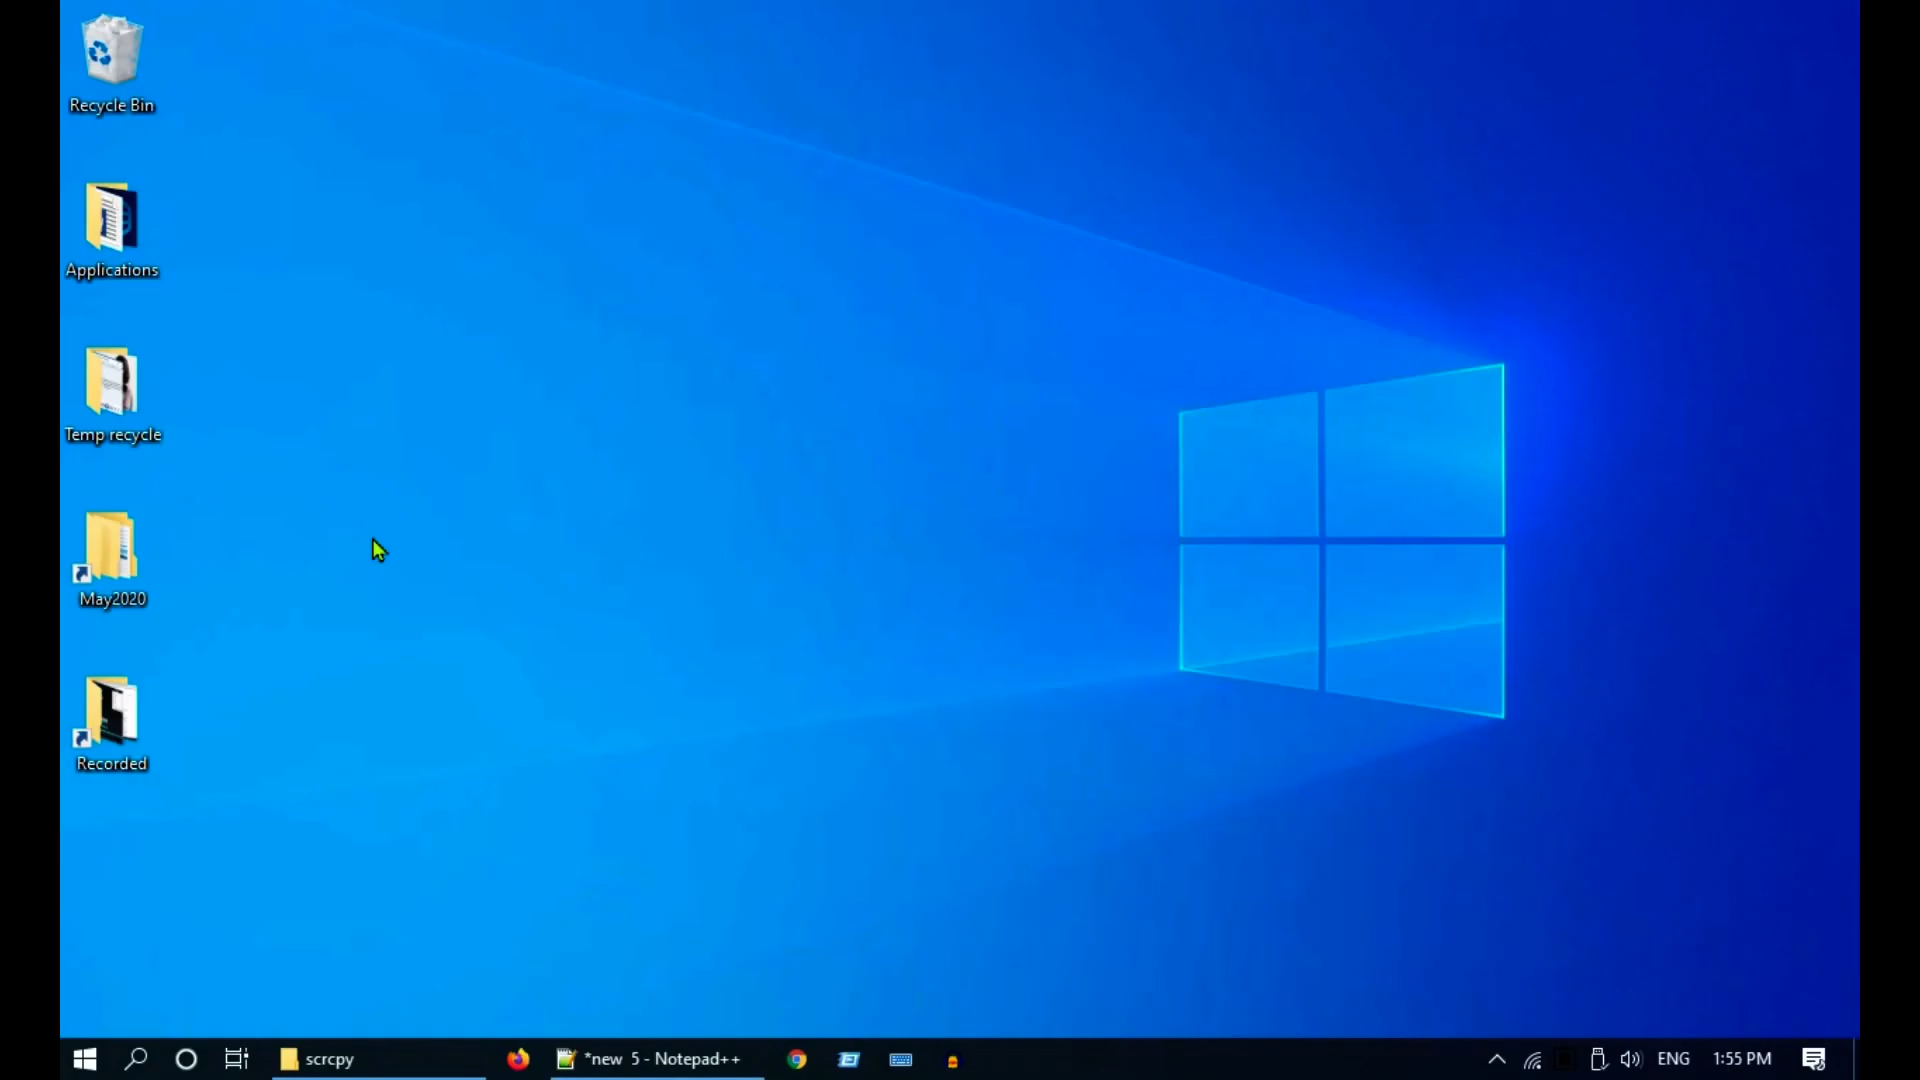 Recycle Bin
Applications
Temp recycle
May2020
Recorded
scrcpy
*new 5 - Notepad++
ENG
1:55 PM